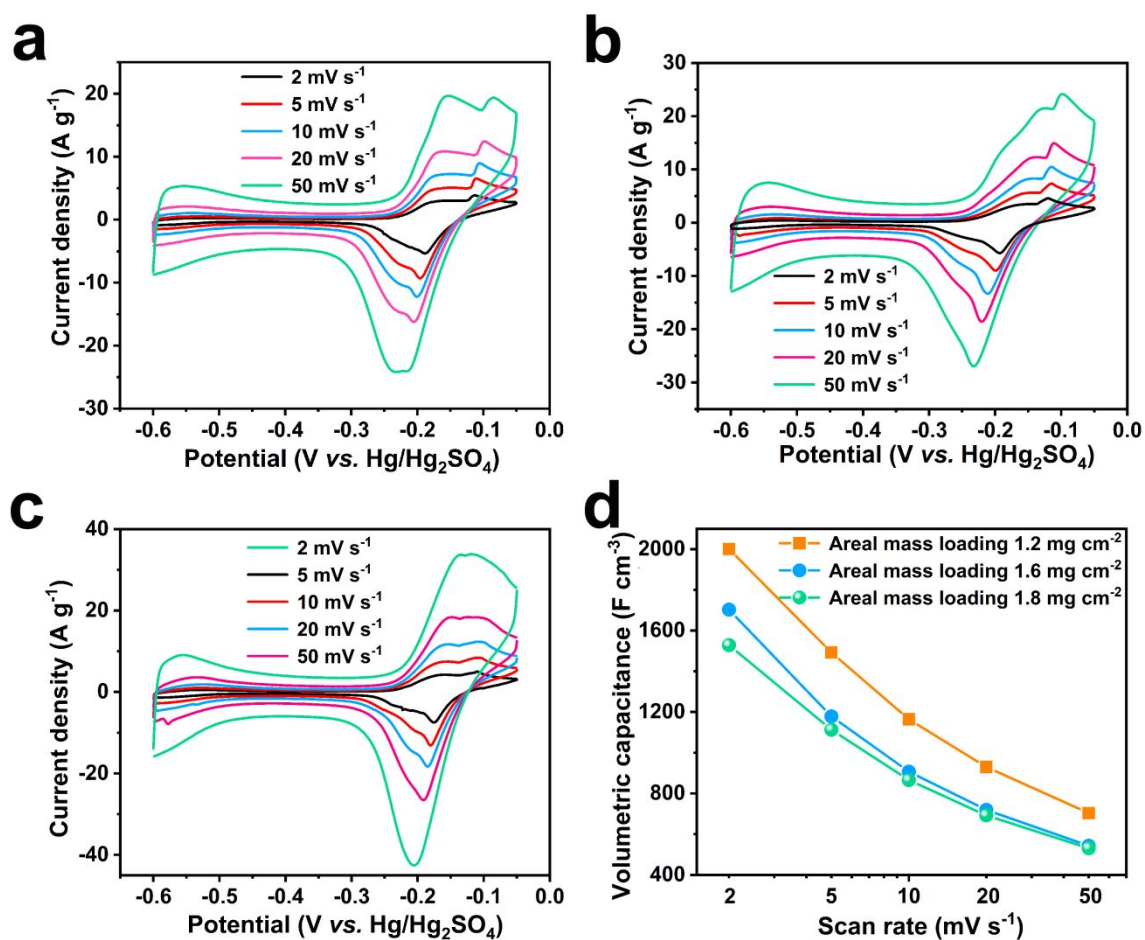 a
Current density (A g⁻¹)
20
10
0
-10
-20
-30
2 mV s⁻¹
5 mV s⁻¹
10 mV s⁻¹
20 mV s⁻¹
50 mV s⁻¹
-0.6 -0.5 -0.4 -0.3 -0.2 -0.1 0.0
Potential (V vs. Hg/Hg₂SO₄)
b
Current density (A g⁻¹)
30
20
10
0
-10
-20
-30
2 mV s⁻¹
5 mV s⁻¹
10 mV s⁻¹
20 mV s⁻¹
50 mV s⁻¹
-0.6 -0.5 -0.4 -0.3 -0.2 -0.1 0.0
Potential (V vs. Hg/Hg₂SO₄)
c
Current density (A g⁻¹)
40
20
0
-20
-40
2 mV s⁻¹
5 mV s⁻¹
10 mV s⁻¹
20 mV s⁻¹
50 mV s⁻¹
-0.6 -0.5 -0.4 -0.3 -0.2 -0.1 0.0
Potential (V vs. Hg/Hg₂SO₄)
d
Volumetric capacitance (F cm⁻³)
2000
1600
1200
800
400
Areal mass loading 1.2 mg cm⁻²
Areal mass loading 1.6 mg cm⁻²
Areal mass loading 1.8 mg cm⁻²
2 5 10 20 50
Scan rate (mV s⁻¹)